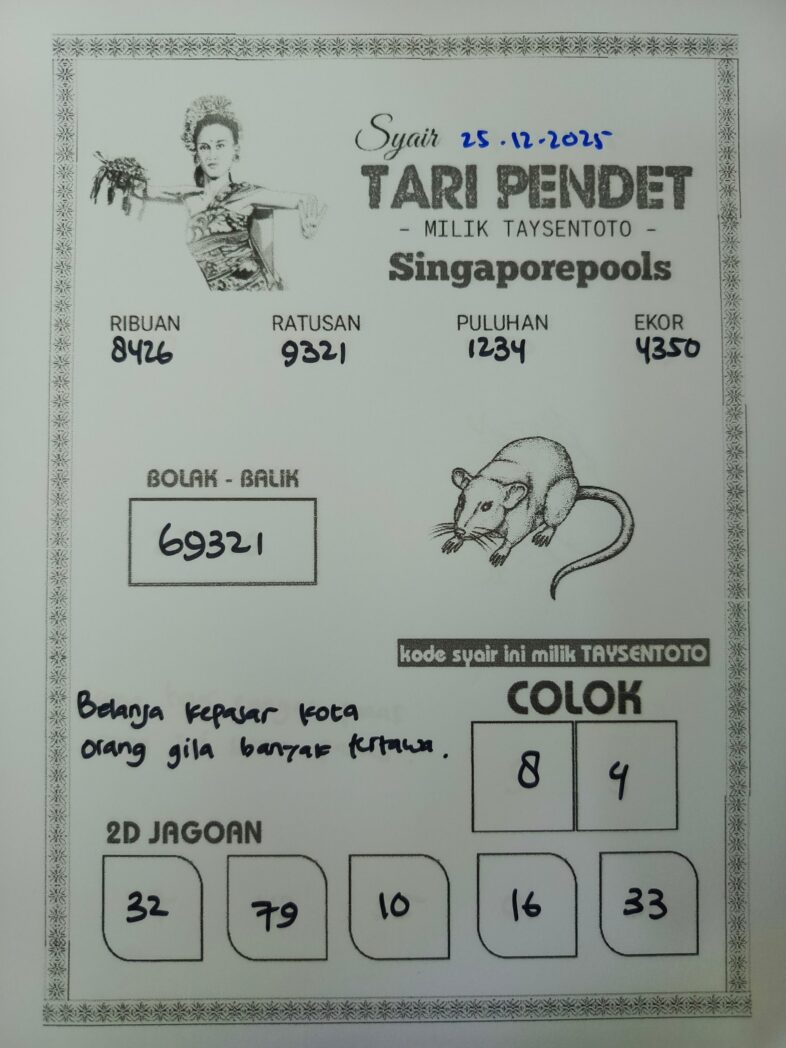 Syair 25.12.2025
TARI PENDET
- MILIK TAYSENTOTO -
Singaporepools
RIBUAN RATUSAN PULUHAN EKOR
8426 9321 1234 4350
BOLAK - BALIK
69321
kode syair ini milik TAYSENTOTO
Belanja kepasar kota
orang gila banyak tertawa.
COLOK
8 4
2D JAGOAN
32 79 10 16 33